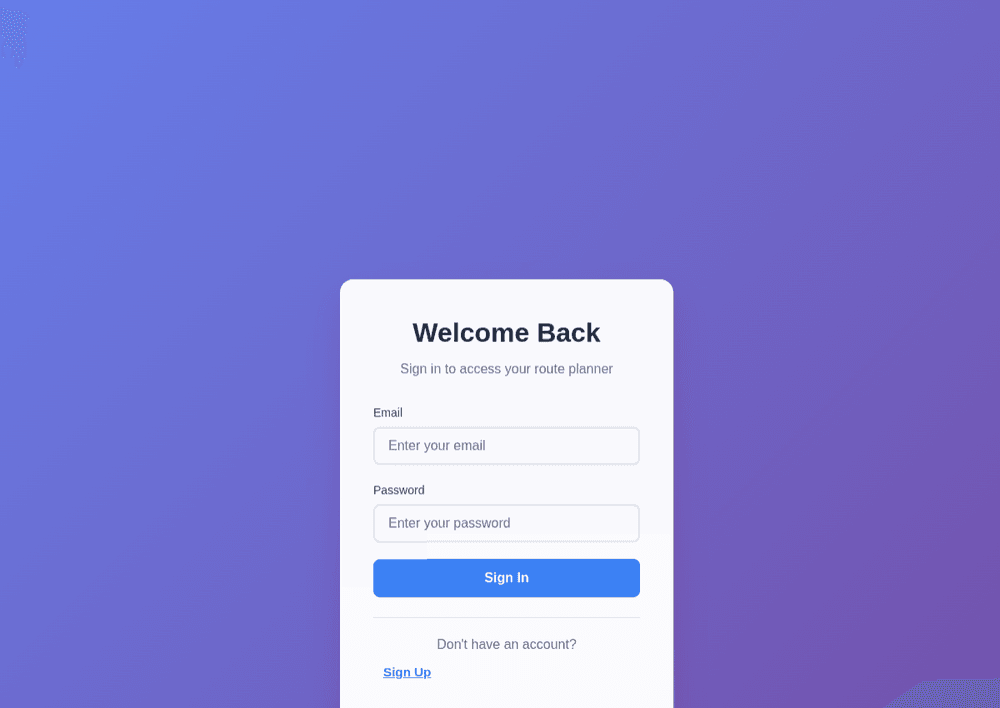 Welcome Back
Sign in to access your route planner
Email
Enter your email
Password
Enter your password
Sign In
Don't have an account?
Sign Up